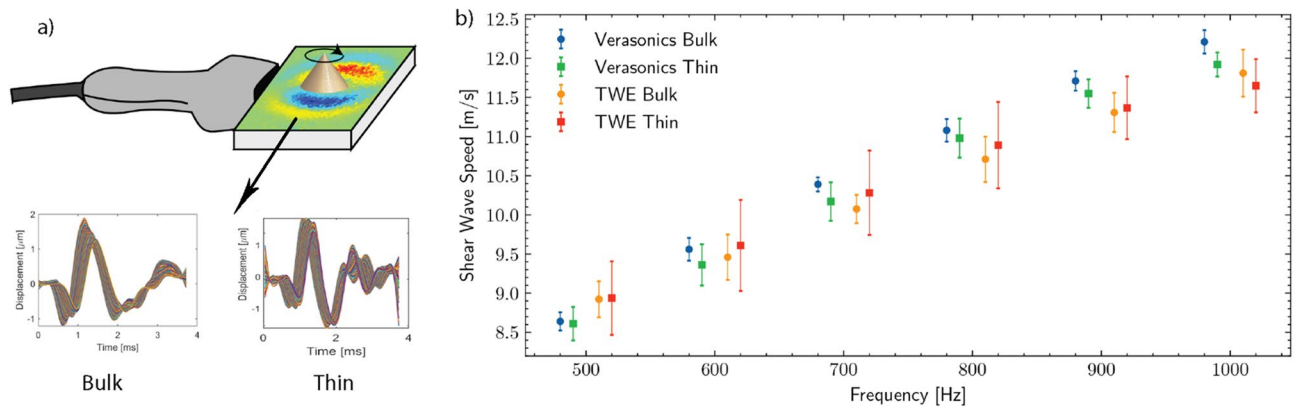 a)
Displacement [μm]
2
1
0
-1
0
1
2
3
4
Time [ms]
Bulk
Displacement [μm]
1
0
-1
0
2
4
Time [ms]
Thin
b)
Verasonics Bulk
Verasonics Thin
TWE Bulk
TWE Thin
Shear Wave Speed [m/s]
12.5
12.0
11.5
11.0
10.5
10.0
9.5
9.0
8.5
500
600
700
800
900
1000
Frequency [Hz]